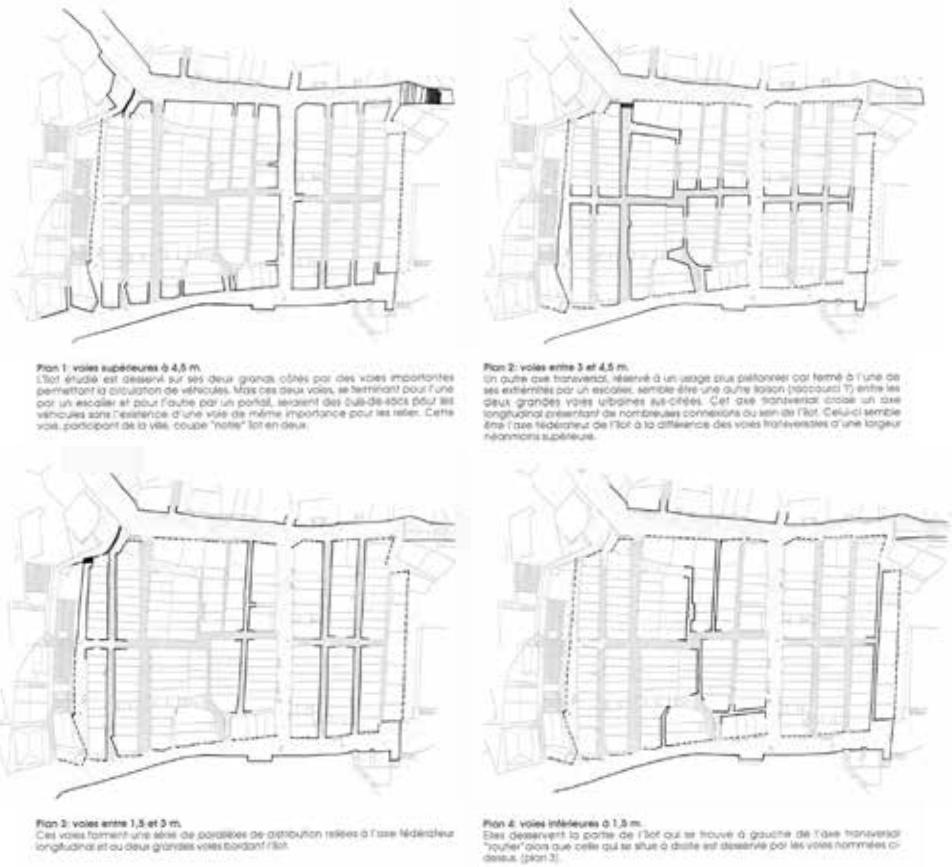 Plan 1: voies supérieures à 4,5 m.
L'îlot étudié est desservi sur ses deux grands côtés par des voies importantes
permettant la circulation de véhicules. Mais ces deux voies, se terminant pour l'une
par un escalier et pour l'autre par un portail, seraient des culs-de-sacs pour les
véhicules sans l'existence d'une voie de même importance pour les relier. Cette
voie, participant de la ville, coupe "notre" îlot en deux.
Plan 2: voies entre 3 et 4,5 m.
Un autre axe transversal, réservé à un usage plus piétonnier car fermé à l'une de
ses extrémités par un escalier, semble être une autre liaison (raccourci ?) entre les
deux grandes voies urbaines sus-citées. Cet axe transversal croise un axe
longitudinal présentant de nombreuses connexions au sein de l'îlot. Celui-ci semble
être l'axe fédérateur de l'îlot à la différence des voies transversales d'une largeur
néanmoins supérieure.
Plan 3: voies entre 1,5 et 3 m.
Ces voies forment une série de parallèles de distribution reliées à l'axe fédérateur
longitudinal et au deux grandes voies bordant l'îlot.
Plan 4: voies inférieures à 1,5 m.
Elles desservent la partie de l'îlot qui se trouve à gauche de l'axe transversal
"routier" alors que celle qui se situe à droite est desservie par les voies nommées ci-
dessus. (plan 3).